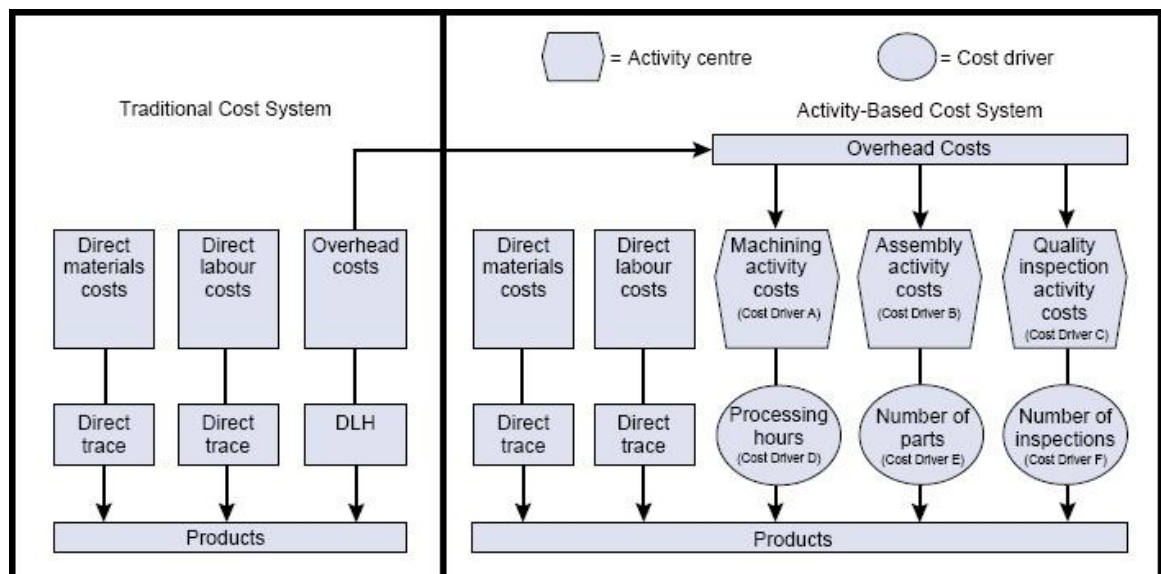 = Activity centre
= Cost driver
Traditional Cost System
Activity-Based Cost System
Overhead Costs
Direct
materials
costs
Direct
labour
costs
Overhead
costs
Direct
materials
costs
Direct
labour
costs
Machining
activity
costs
(Cost Driver A)
Assembly
activity
costs
(Cost Driver B)
Quality
inspection
activity
costs
(Cost Driver C)
Direct
trace
Direct
trace
DLH
Direct
trace
Direct
trace
Processing
hours
(Cost Driver D)
Number of
parts
(Cost Driver E)
Number of
inspections
(Cost Driver F)
Products
Products